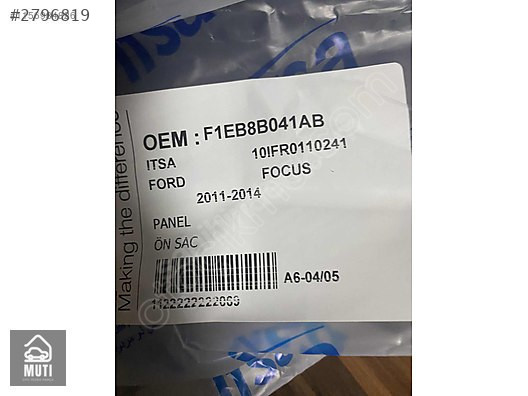 #2796819
Making the difference
OEM : F1EB8B041AB
ITSA 10IFR0110241
FORD FOCUS
2011-2014
PANEL
ÖN SAC
A6-04/05
MUTI
itsa